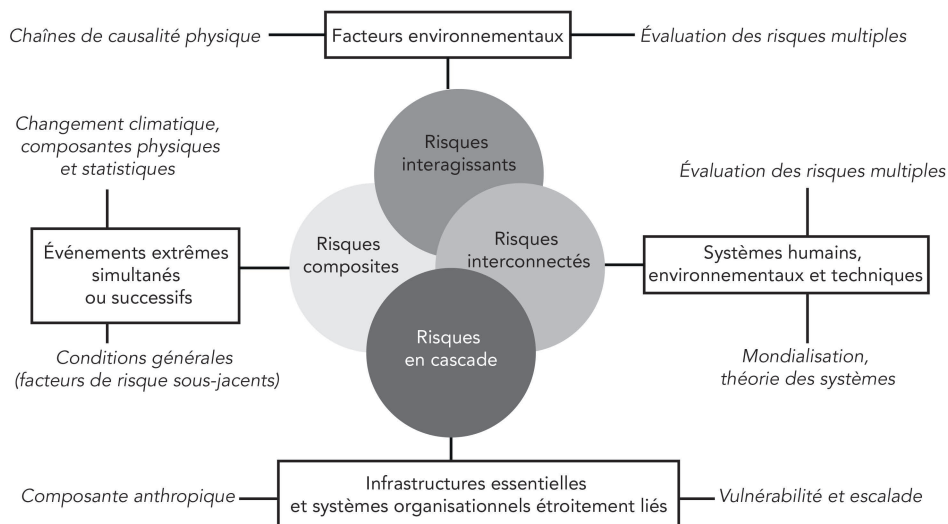 Chaînes de causalité physique
Facteurs environnementaux
Évaluation des risques multiples
Changement climatique,
composantes physiques
et statistiques
Risques
interagissants
Évaluation des risques multiples
Événements extrêmes
simultanés
ou successifs
Risques
composites
Risques
interconnectés
Systèmes humains,
environnementaux et techniques
Risques
en cascade
Conditions générales
(facteurs de risque sous-jacents)
Mondialisation,
théorie des systèmes
Composante anthropique
Infrastructures essentielles
et systèmes organisationnels étroitement liés
Vulnérabilité et escalade